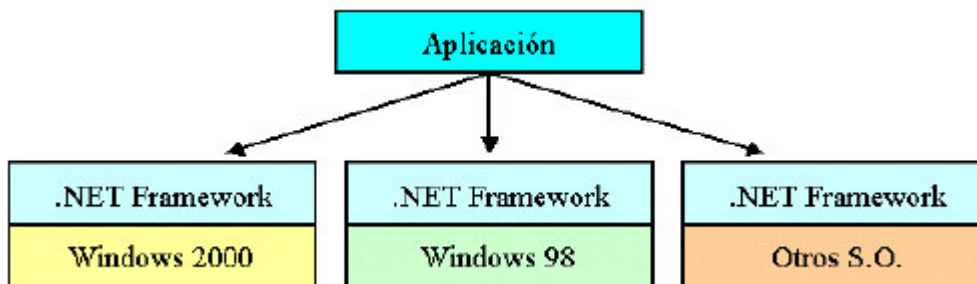 Aplicación
.NET Framework
.NET Framework
.NET Framework
Windows 2000
Windows 98
Otros S.O.